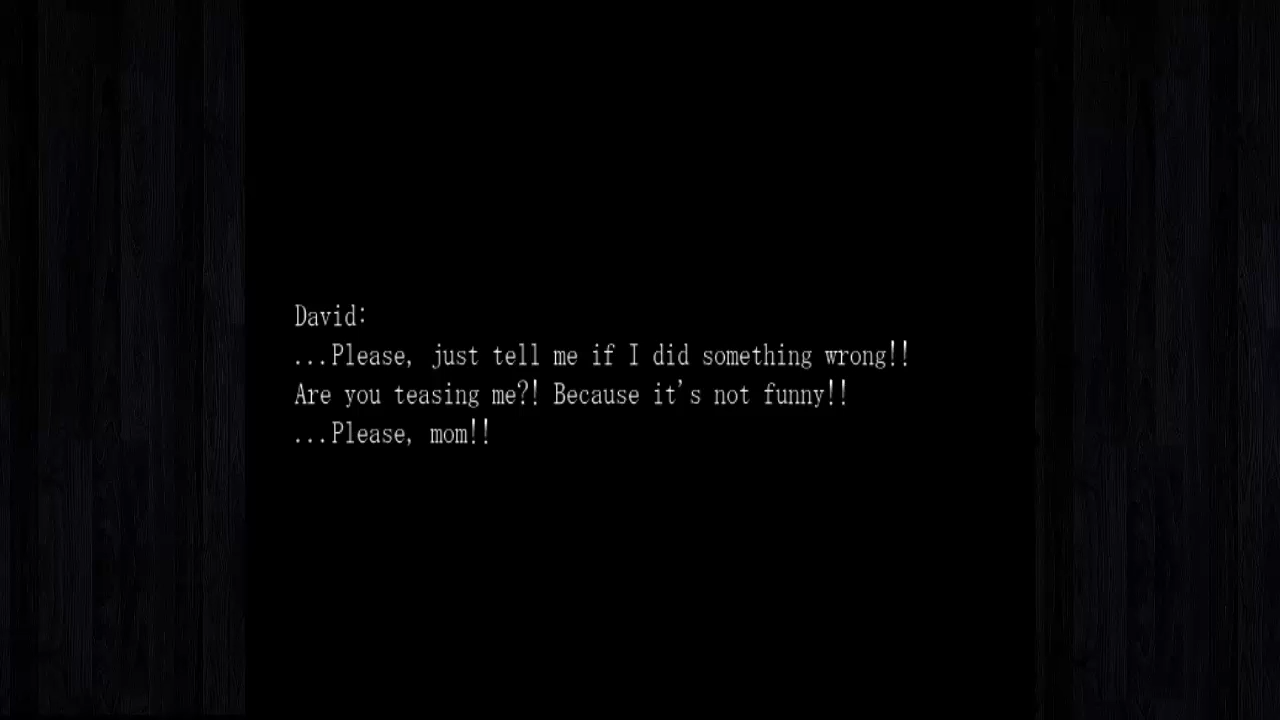 David:
...Please, just tell me if I did something wrong!!
Are you teasing me?! Because it's not funny!!
...Please, mom!!